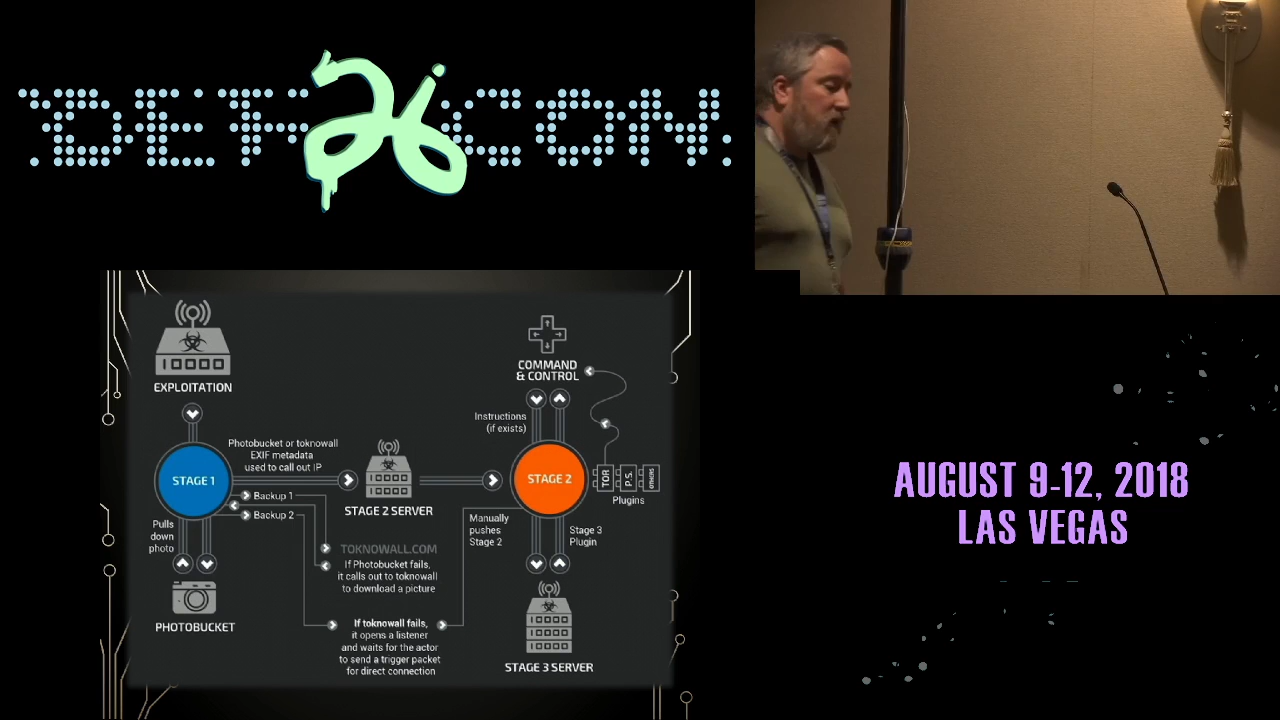 DEF CON
26
EXPLOITATION
COMMAND
& CONTROL
Instructions
(if exists)
Photobucket or toknowall
EXIF metadata
used to call out IP
STAGE 1
STAGE 2 SERVER
STAGE 2
TOR
P.S.
OTHERS
Plugins
Backup 1
Backup 2
Pulls
down
photo
TOKNOWALL.COM
If Photobucket fails,
it calls out to toknowall
to download a picture
Manually
pushes
Stage 2
Stage 3
Plugin
PHOTOBUCKET
If toknowall fails,
it opens a listener
and waits for the actor
to send a trigger packet
for direct connection
STAGE 3 SERVER
AUGUST 9-12, 2018
LAS VEGAS